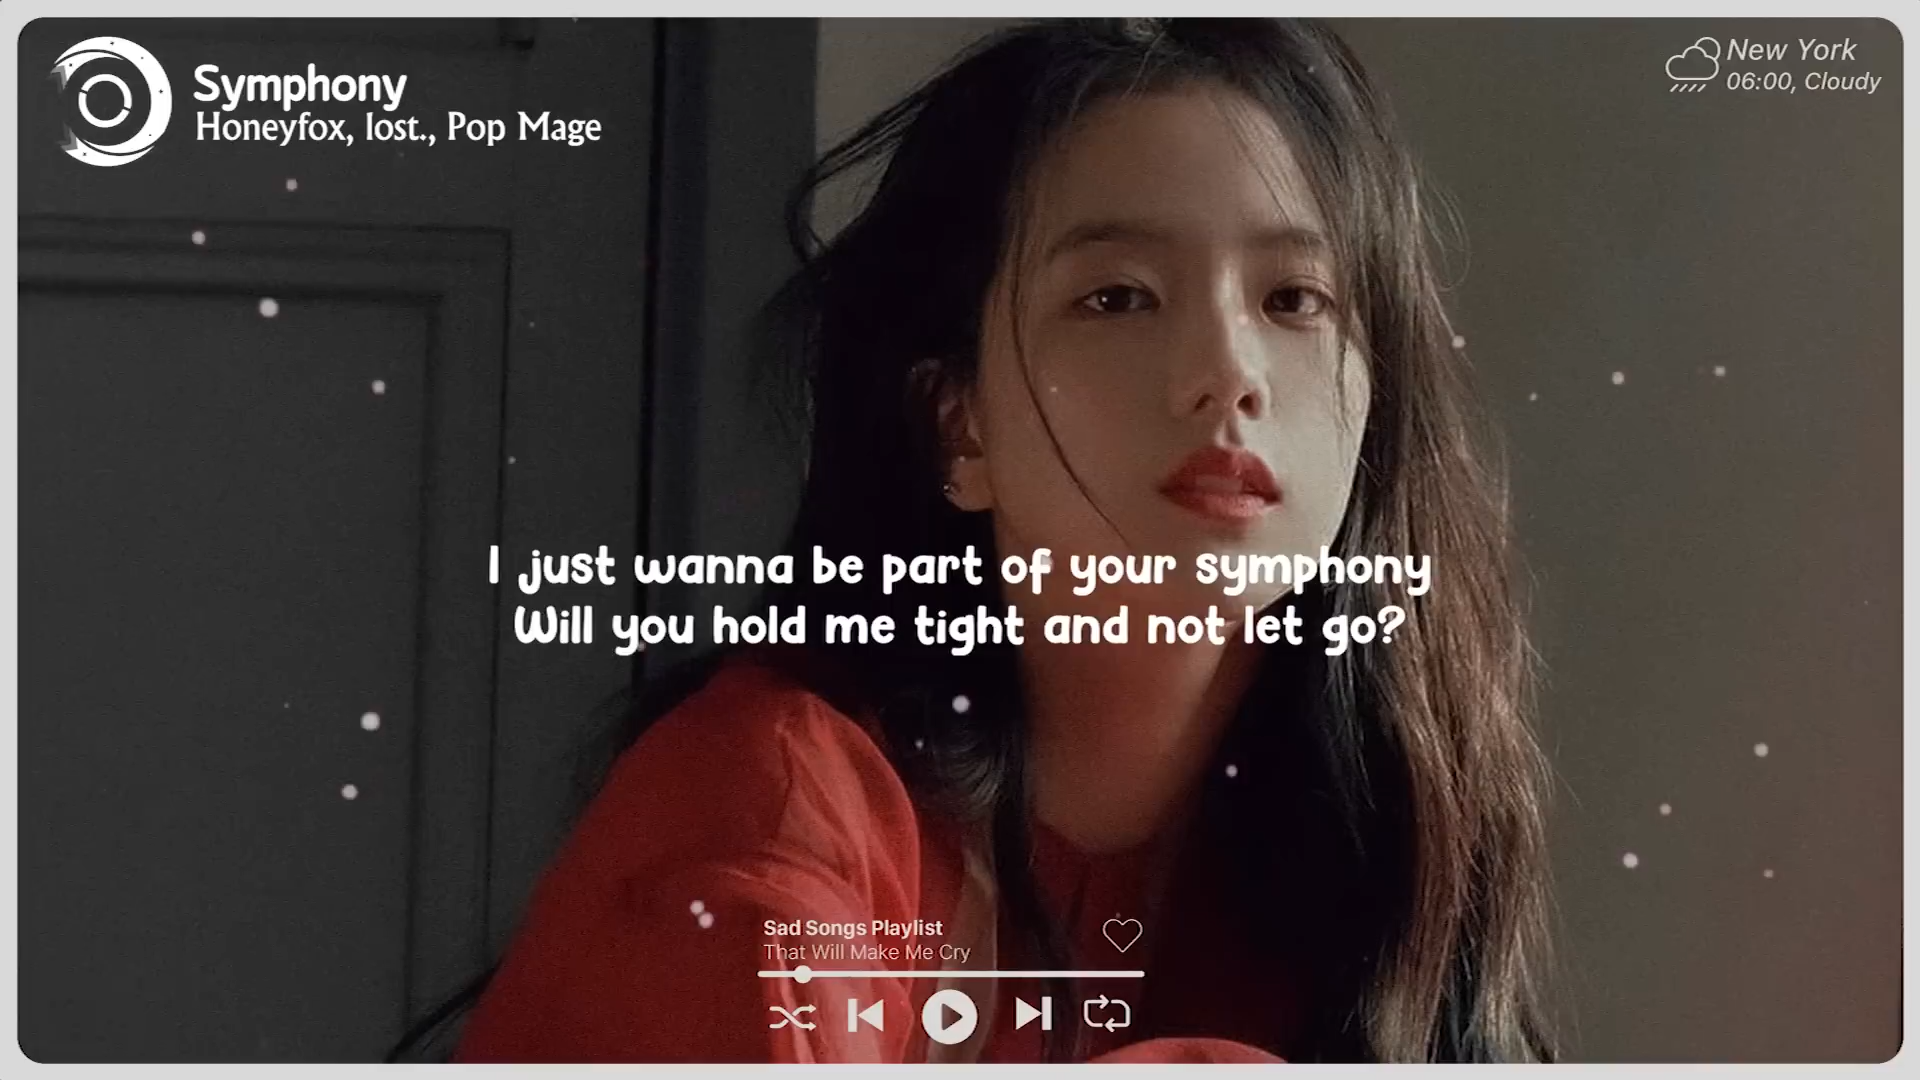 Symphony
Honeyfox, lost., Pop Mage
New York
06:00, Cloudy
I just wanna be part of your symphony
Will you hold me tight and not let go?
Sad Songs Playlist
That Will Make Me Cry